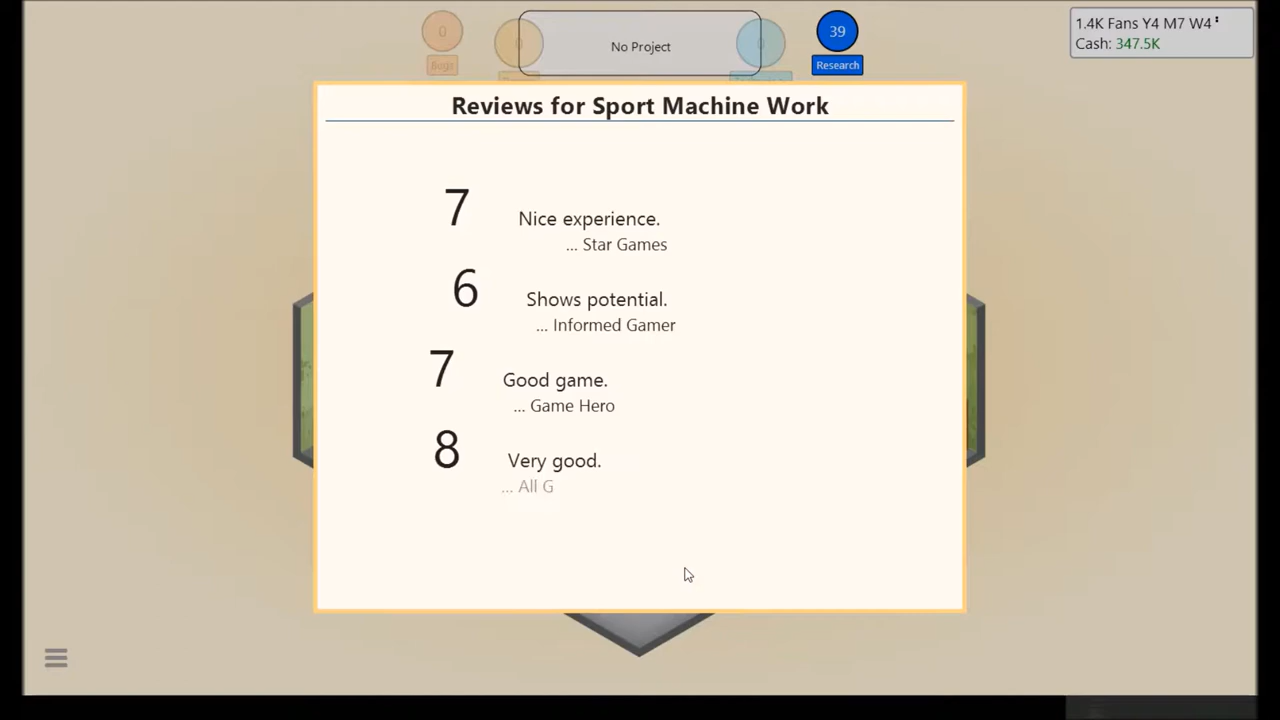 0
Bugs
No Project
39
Research
1.4K Fans Y4 M7 W4
Cash: 347.5K
Reviews for Sport Machine Work
7
Nice experience.
... Star Games
6
Shows potential.
... Informed Gamer
7
Good game.
... Game Hero
8
Very good.
... All G